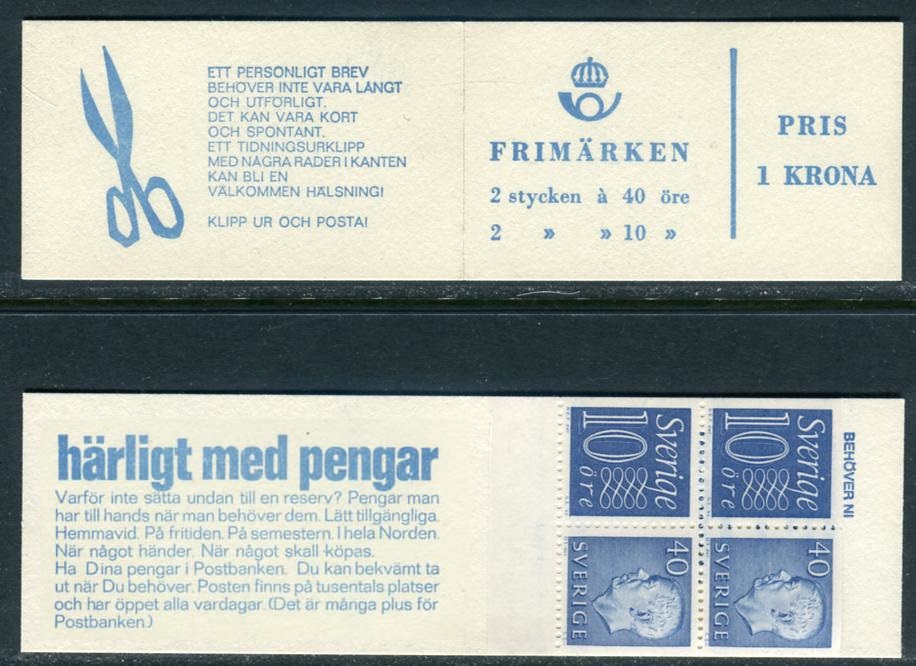 ETT PERSONLIGT BREV
BEHÖVER INTE VARA LÅNGT
OCH UTFÖRLIGT.
DET KAN VARA KORT
OCH SPONTANT.
ETT TIDNINGSURKLIPP
MED NÅGRA RADER I KANTEN
KAN BLI EN
VÄLKOMMEN HÄLSNING!
KLIPP UR OCH POSTA!
FRIMÄRKEN
2 stycken à 40 öre
2 » » 10 »
PRIS
1 KRONA
härligt med pengar
Varför inte sätta undan till en reserv? Pengar man
har till hands när man behöver dem. Lätt tillgängliga.
Hemmavid. På fritiden. På semestern. I hela Norden.
När något händer. När något skall köpas.
Ha Dina pengar i Postbanken. Du kan bekvämt ta
ut när Du behöver. Posten finns på tusentals platser
och har öppet alla vardagar. (Det är många plus för
Postbanken.)
Sverige
10
öre
Sverige
10
öre
40
SVERIGE
40
SVERIGE
BEHÖVER NI